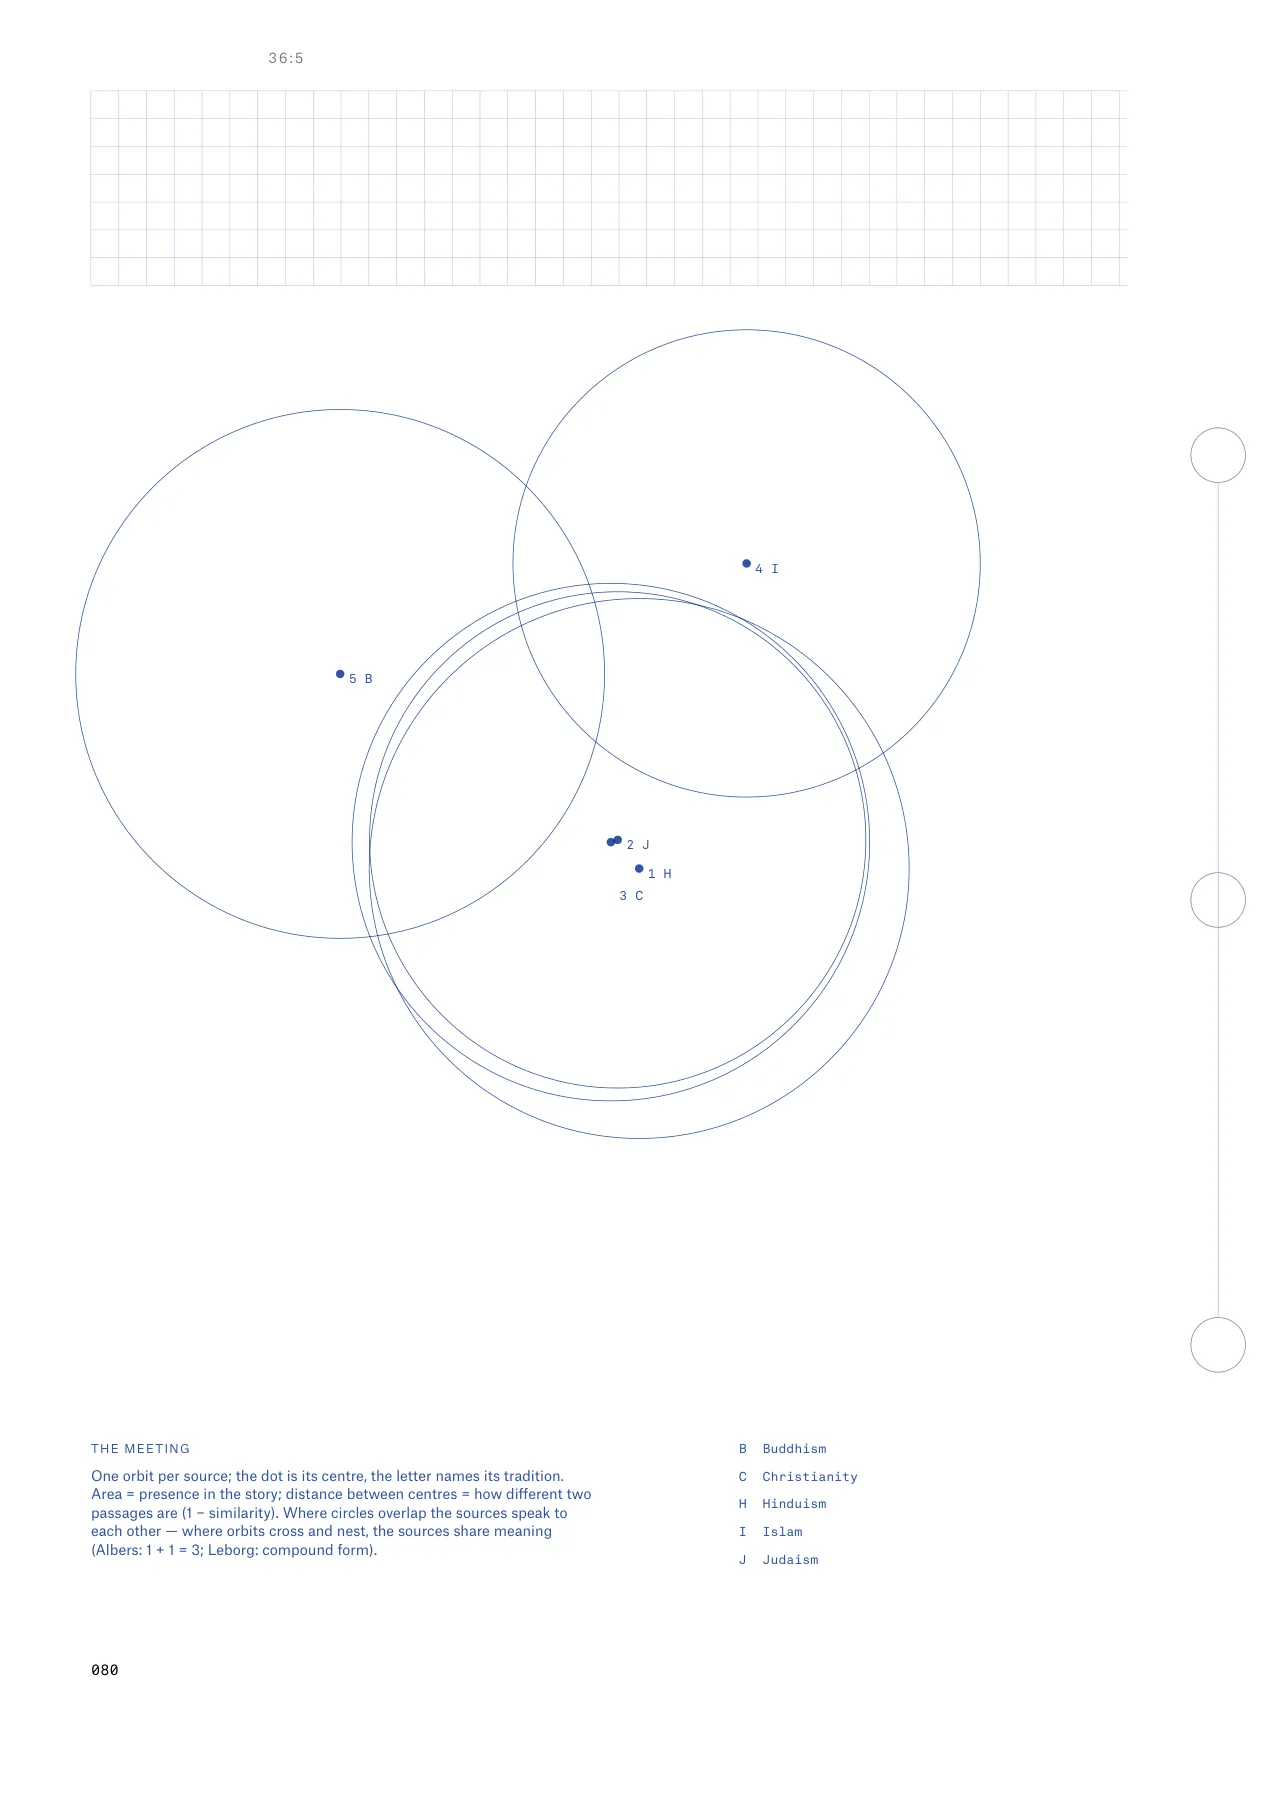 36:5
4 I
5 B
2 J
1 H
3 C
THE MEETING
One orbit per source; the dot is its centre, the letter names its tradition.
Area = presence in the story; distance between centres = how different two
passages are (1 − similarity). Where circles overlap the sources speak to
each other — where orbits cross and nest, the sources share meaning
(Albers: 1 + 1 = 3; Leborg: compound form).
B Buddhism
C Christianity
H Hinduism
I Islam
J Judaism
080